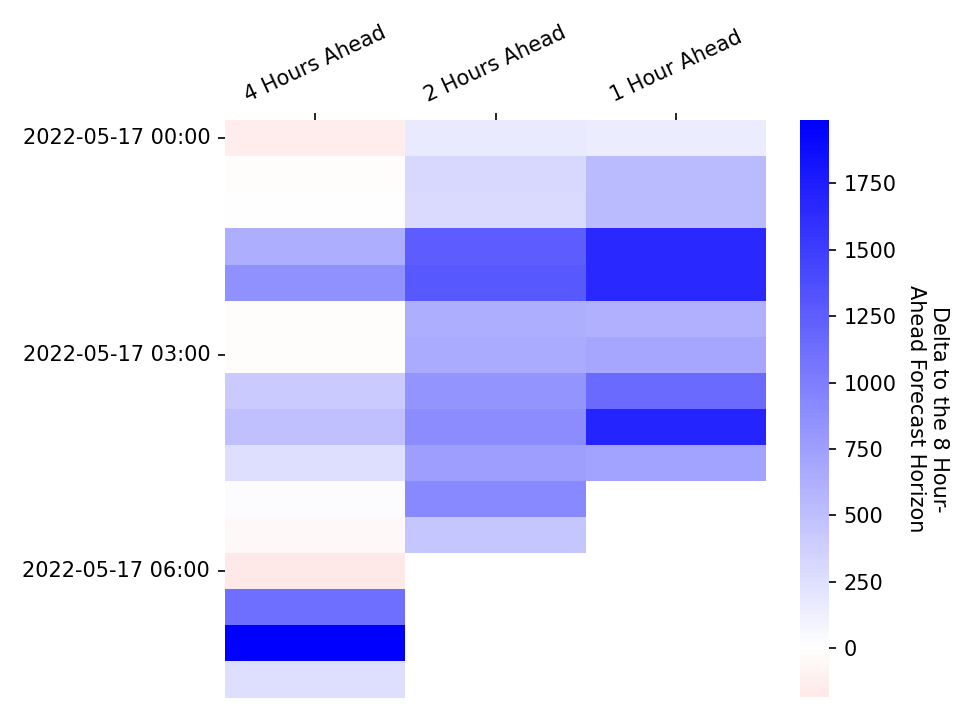 4 Hours Ahead
2 Hours Ahead
1 Hour Ahead
2022-05-17 00:00
2022-05-17 03:00
2022-05-17 06:00
1750
1500
1250
1000
750
500
250
0
Delta to the 8 Hour-
Ahead Forecast Horizon